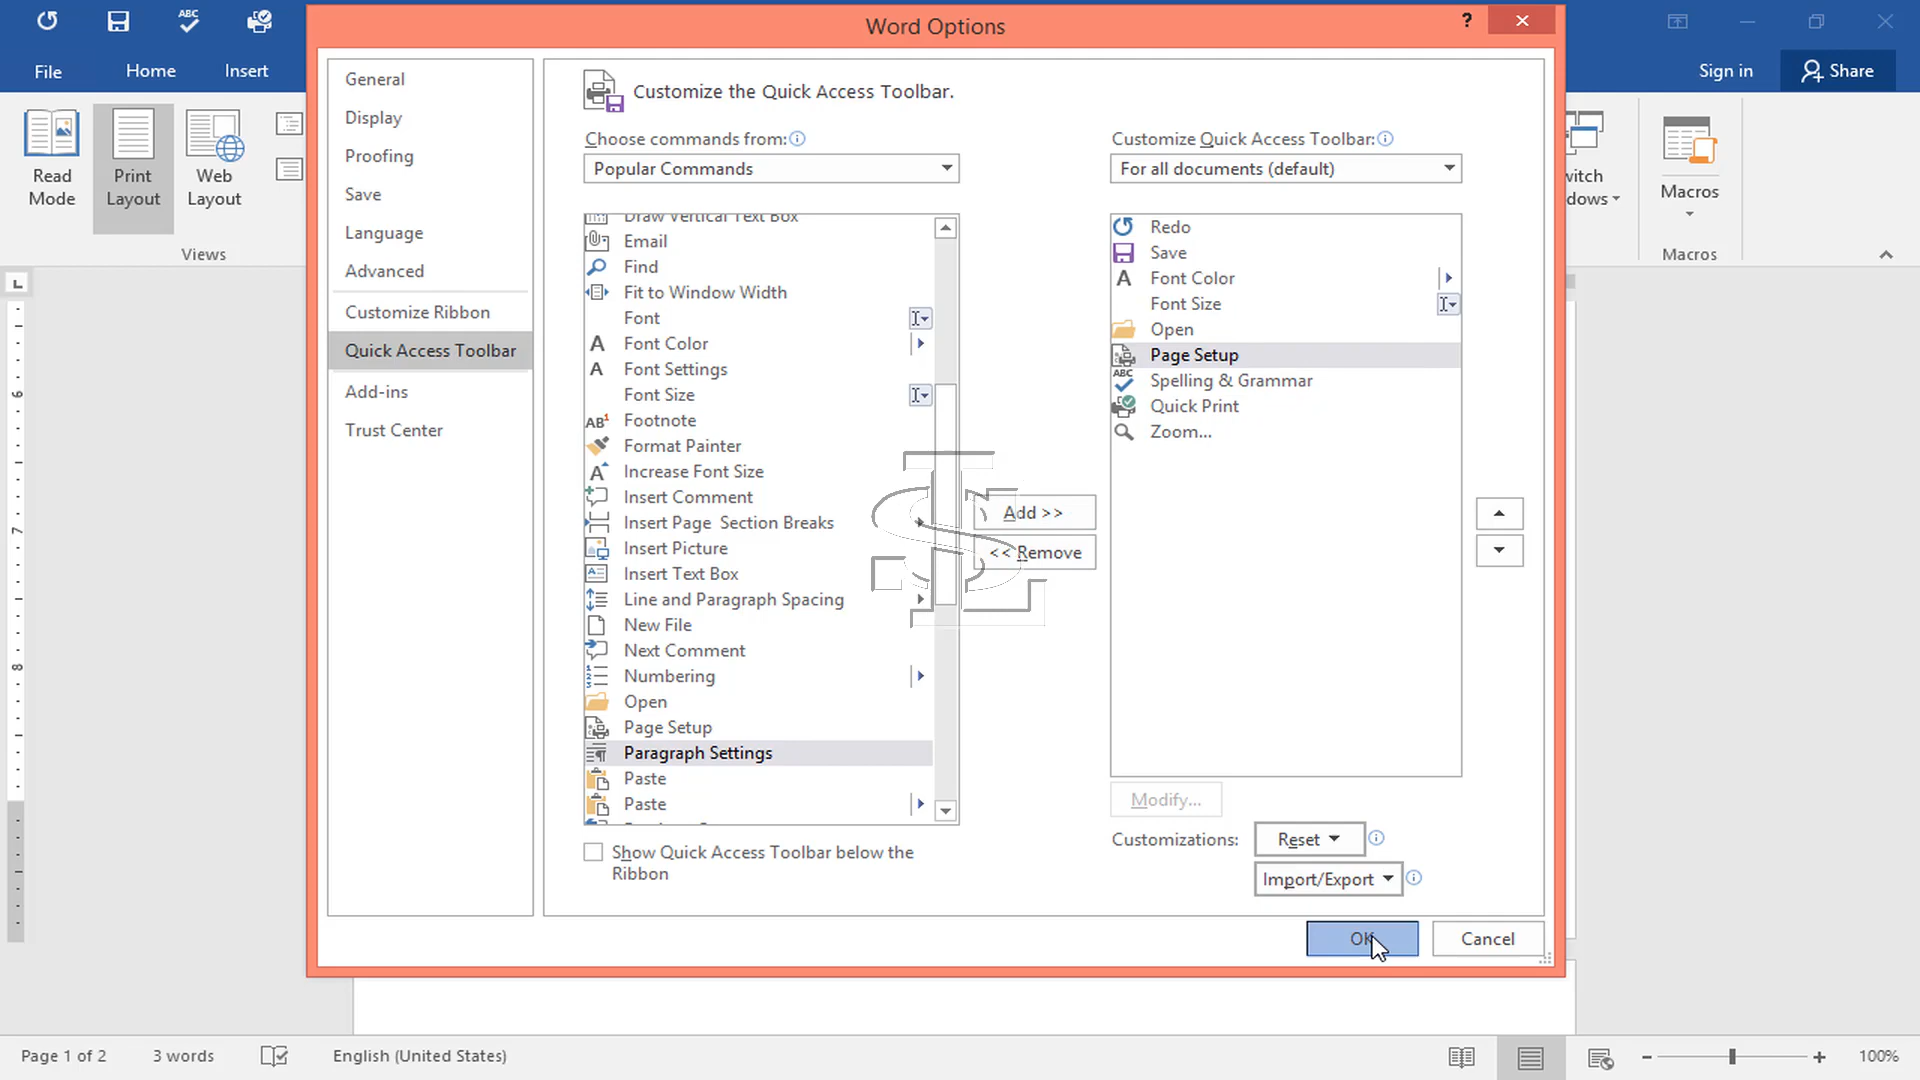 Word Options
?
File
Home
Insert
Sign in
Share
Read
Mode
Print
Layout
Web
Layout
Views
Macros
Macros
General
Display
Proofing
Save
Language
Advanced
Customize Ribbon
Quick Access Toolbar
Add-ins
Trust Center
Customize the Quick Access Toolbar.
Choose commands from:
Popular Commands
Draw Vertical Text Box
Email
Find
Fit to Window Width
Font
Font Color
Font Settings
Font Size
Footnote
Format Painter
Increase Font Size
Insert Comment
Insert Page  Section Breaks
Insert Picture
Insert Text Box
Line and Paragraph Spacing
New File
Next Comment
Numbering
Open
Page Setup
Paragraph Settings
Paste
Paste
Show Quick Access Toolbar below the
Ribbon
Add >>
<< Remove
Customize Quick Access Toolbar:
For all documents (default)
Redo
Save
Font Color
Font Size
Open
Page Setup
Spelling & Grammar
Quick Print
Zoom...
Modify...
Customizations:
Reset
Import/Export
OK
Cancel
6
7
8
Page 1 of 2
3 words
English (United States)
100%